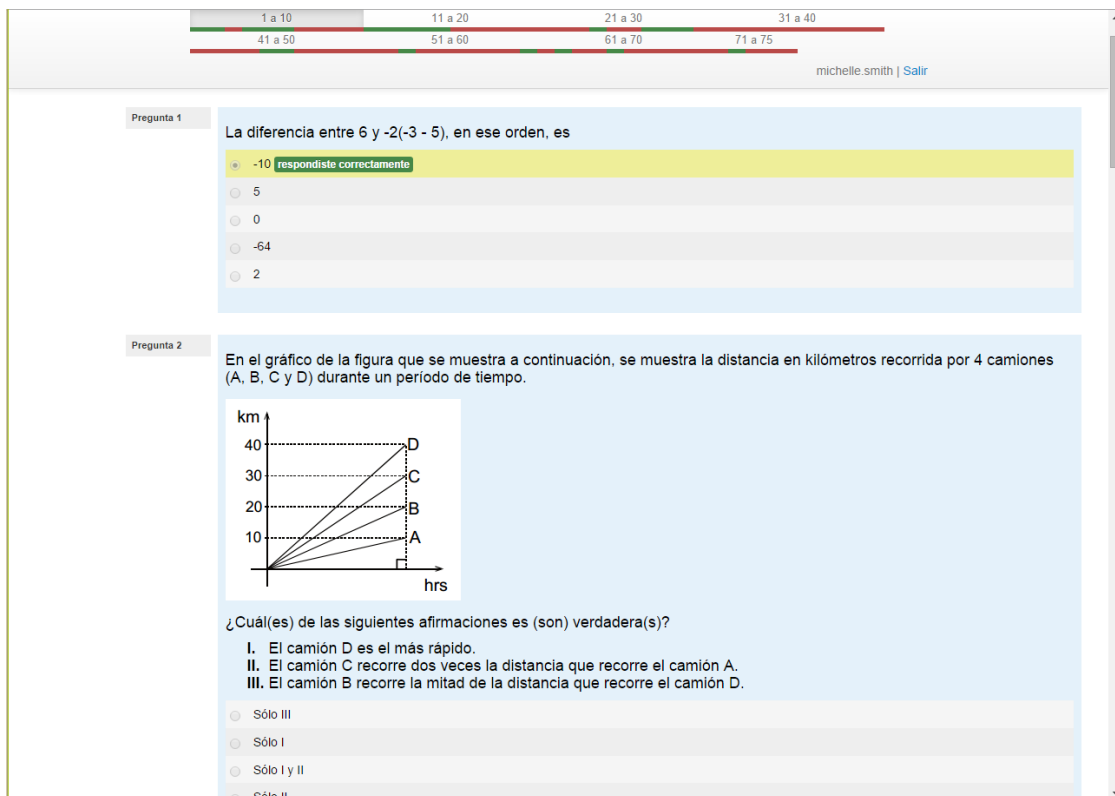 1 a 10 11 a 20 21 a 30 31 a 40
41 a 50 51 a 60 61 a 70 71 a 75
michelle.smith | Salir
Pregunta 1
La diferencia entre 6 y -2(-3 - 5), en ese orden, es
-10 respondiste correctamente
5
0
-64
2
Pregunta 2
En el gráfico de la figura que se muestra a continuación, se muestra la distancia en kilómetros recorrida por 4 camiones
(A, B, C y D) durante un período de tiempo.
km
40 D
30 C
20 B
10 A
hrs
¿Cuál(es) de las siguientes afirmaciones es (son) verdadera(s)?
I. El camión D es el más rápido.
II. El camión C recorre dos veces la distancia que recorre el camión A.
III. El camión B recorre la mitad de la distancia que recorre el camión D.
Sólo III
Sólo I
Sólo I y II
Sólo II